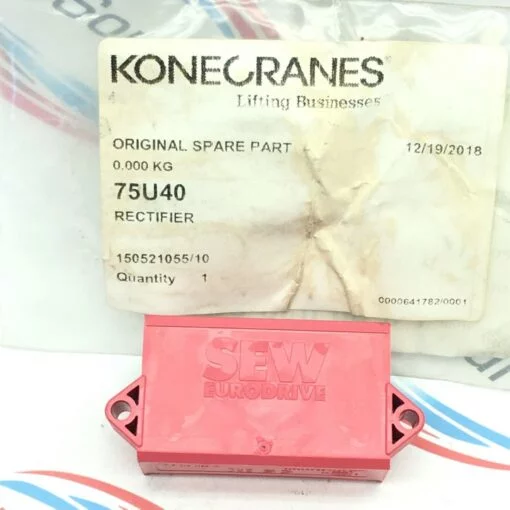 KONECRANES®
Lifting Businesses
ORIGINAL SPARE PART 12/19/2018
0.000 KG
75U40
RECTIFIER
150521055/10
Quantity 1
0000641782/0001
SEW
EURODRIVE